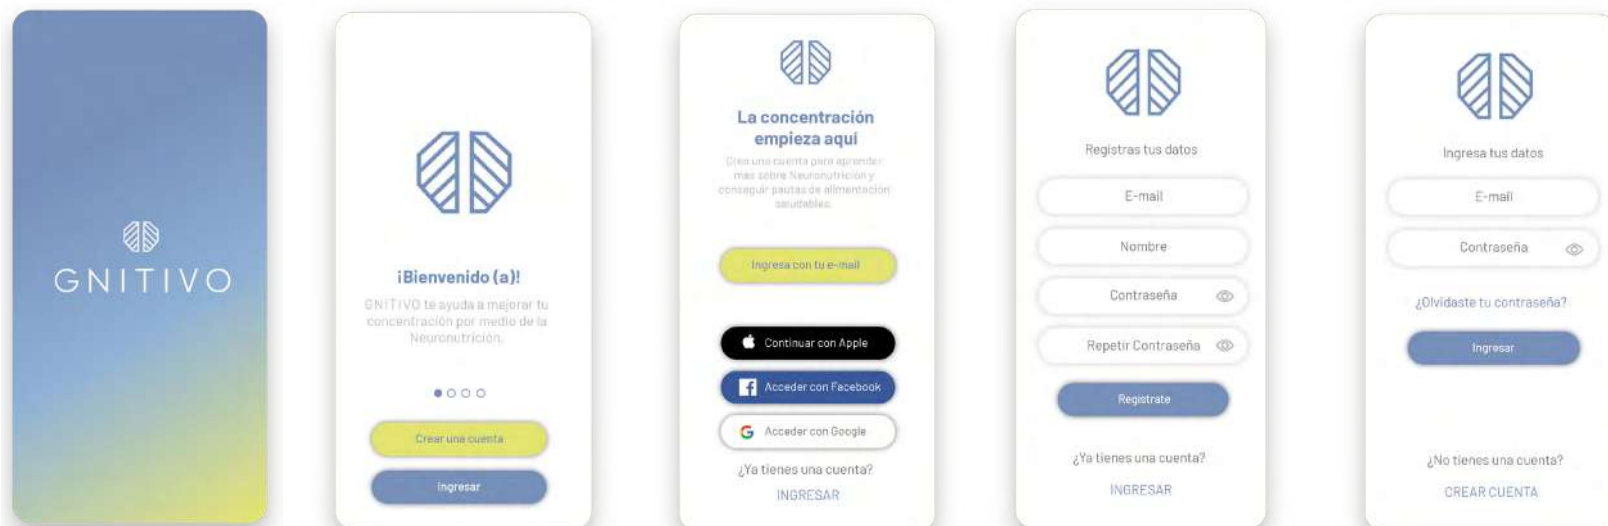 GNITIVO
¡Bienvenido (a)!
GNITIVO te ayuda a mejorar tu
concentración por medio de la
Neuronutrición.
Crear una cuenta
Ingresar
La concentración
empieza aquí
Crea una cuenta para aprender
más sobre Neuronutrición y
conseguir pautas de alimentación
saludables.
Ingresa con tu e-mail
Continuar con Apple
Acceder con Facebook
Acceder con Google
¿Ya tienes una cuenta?
INGRESAR
Registras tus datos
E-mail
Nombre
Contraseña
Repetir Contraseña
Registrate
¿Ya tienes una cuenta?
INGRESAR
Ingresa tus datos
E-mail
Contraseña
¿Olvidaste tu contraseña?
Ingresar
¿No tienes una cuenta?
CREAR CUENTA